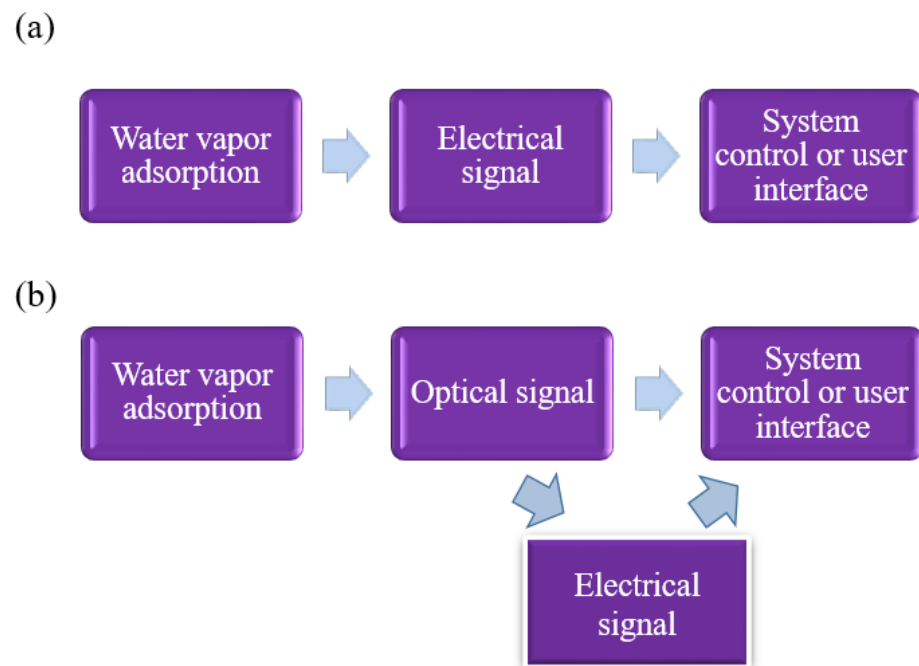 (a)
Water vapor
adsorption
Electrical
signal
System
control or user
interface
(b)
Water vapor
adsorption
Optical signal
System
control or user
interface
Electrical
signal